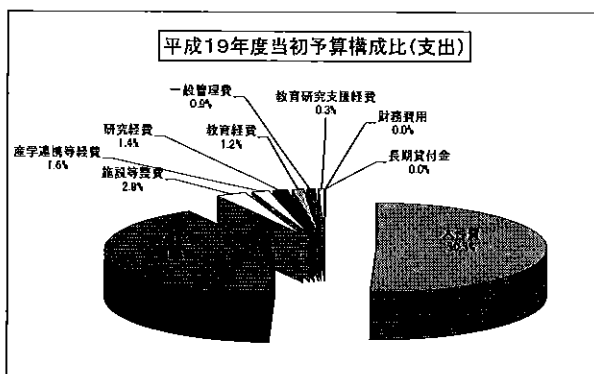 平成19年度当初予算構成比(支出)
一般管理費
0.9%
教育研究支援経費
0.3%
財務費用
0.0%
研究経費
1.4%
教育経費
1.2%
長期貸付金
0.0%
産学連携等経費
1.6%
施設等整費
2.8%